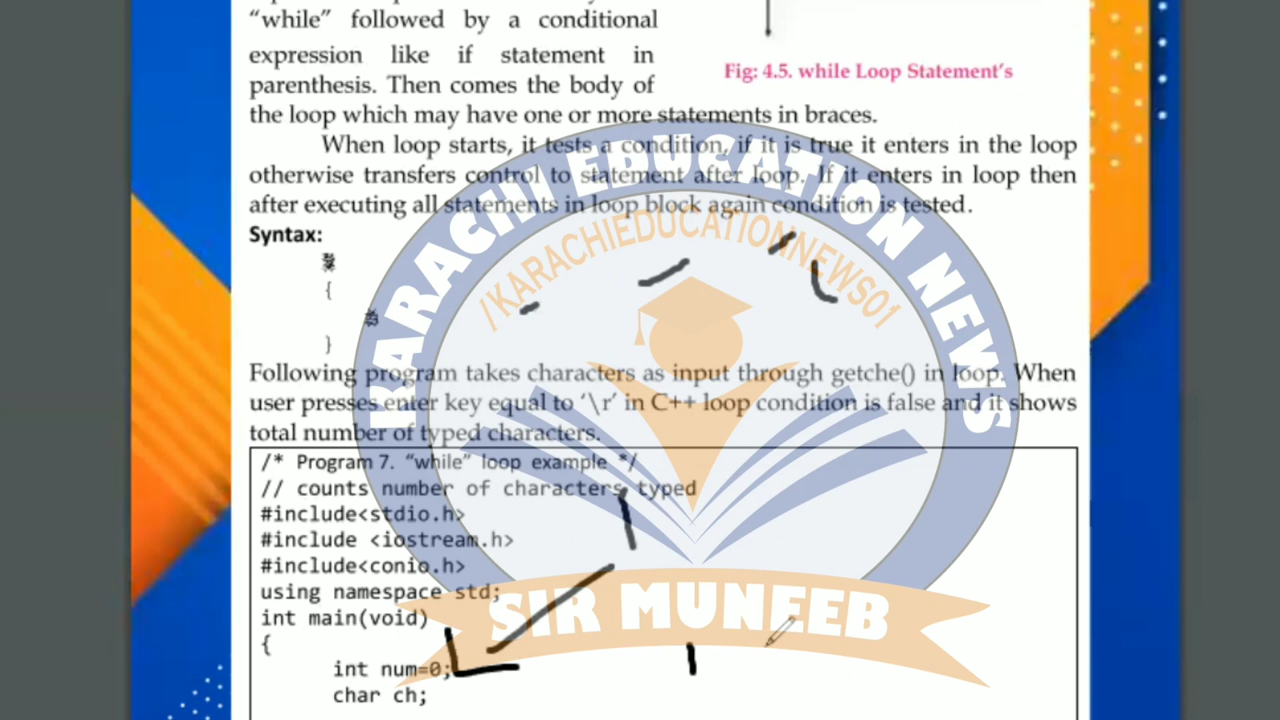 "while" followed by a conditional
expression like if statement in
parenthesis. Then comes the body of
the loop which may have one or more statements in braces.
Fig: 4.5. while Loop Statement's
When loop starts, it tests a condition, if it is true it enters in the loop
otherwise transfers control to statement after loop. If it enters in loop then
after executing all statements in loop block again condition is tested.
Syntax:
{
}
Following program takes characters as input through getche() in loop. When
user presses enter key equal to '\r' in C++ loop condition is false and it shows
total number of typed characters.
/* Program 7. "while" loop example */
// counts number of characters typed
#include<stdio.h>
#include <iostream.h>
#include<conio.h>
using namespace std;
int main(void)
{
int num=0;
char ch;
KARACHI EDUCATION NEWS
/KARACHIEDUCATIONNEWS01
SIR MUNEEB